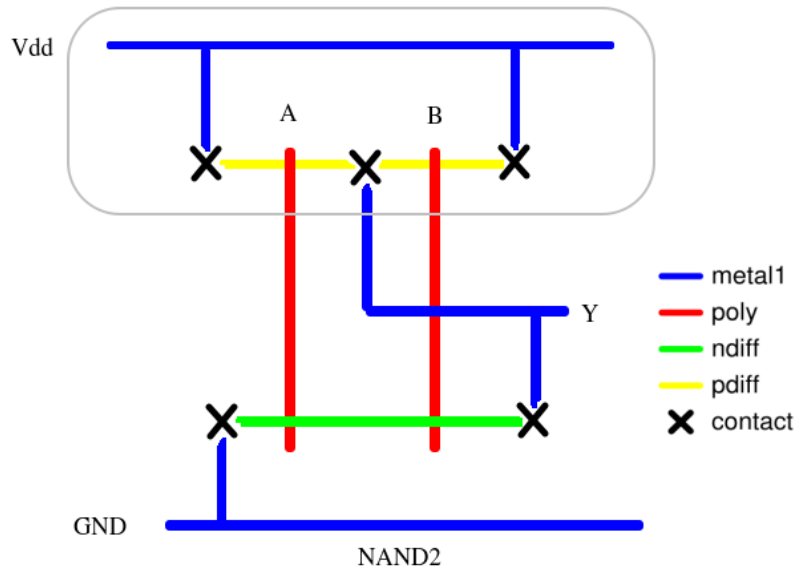 Vdd
A
B
Y
metal1
poly
ndiff
pdiff
contact
GND
NAND2